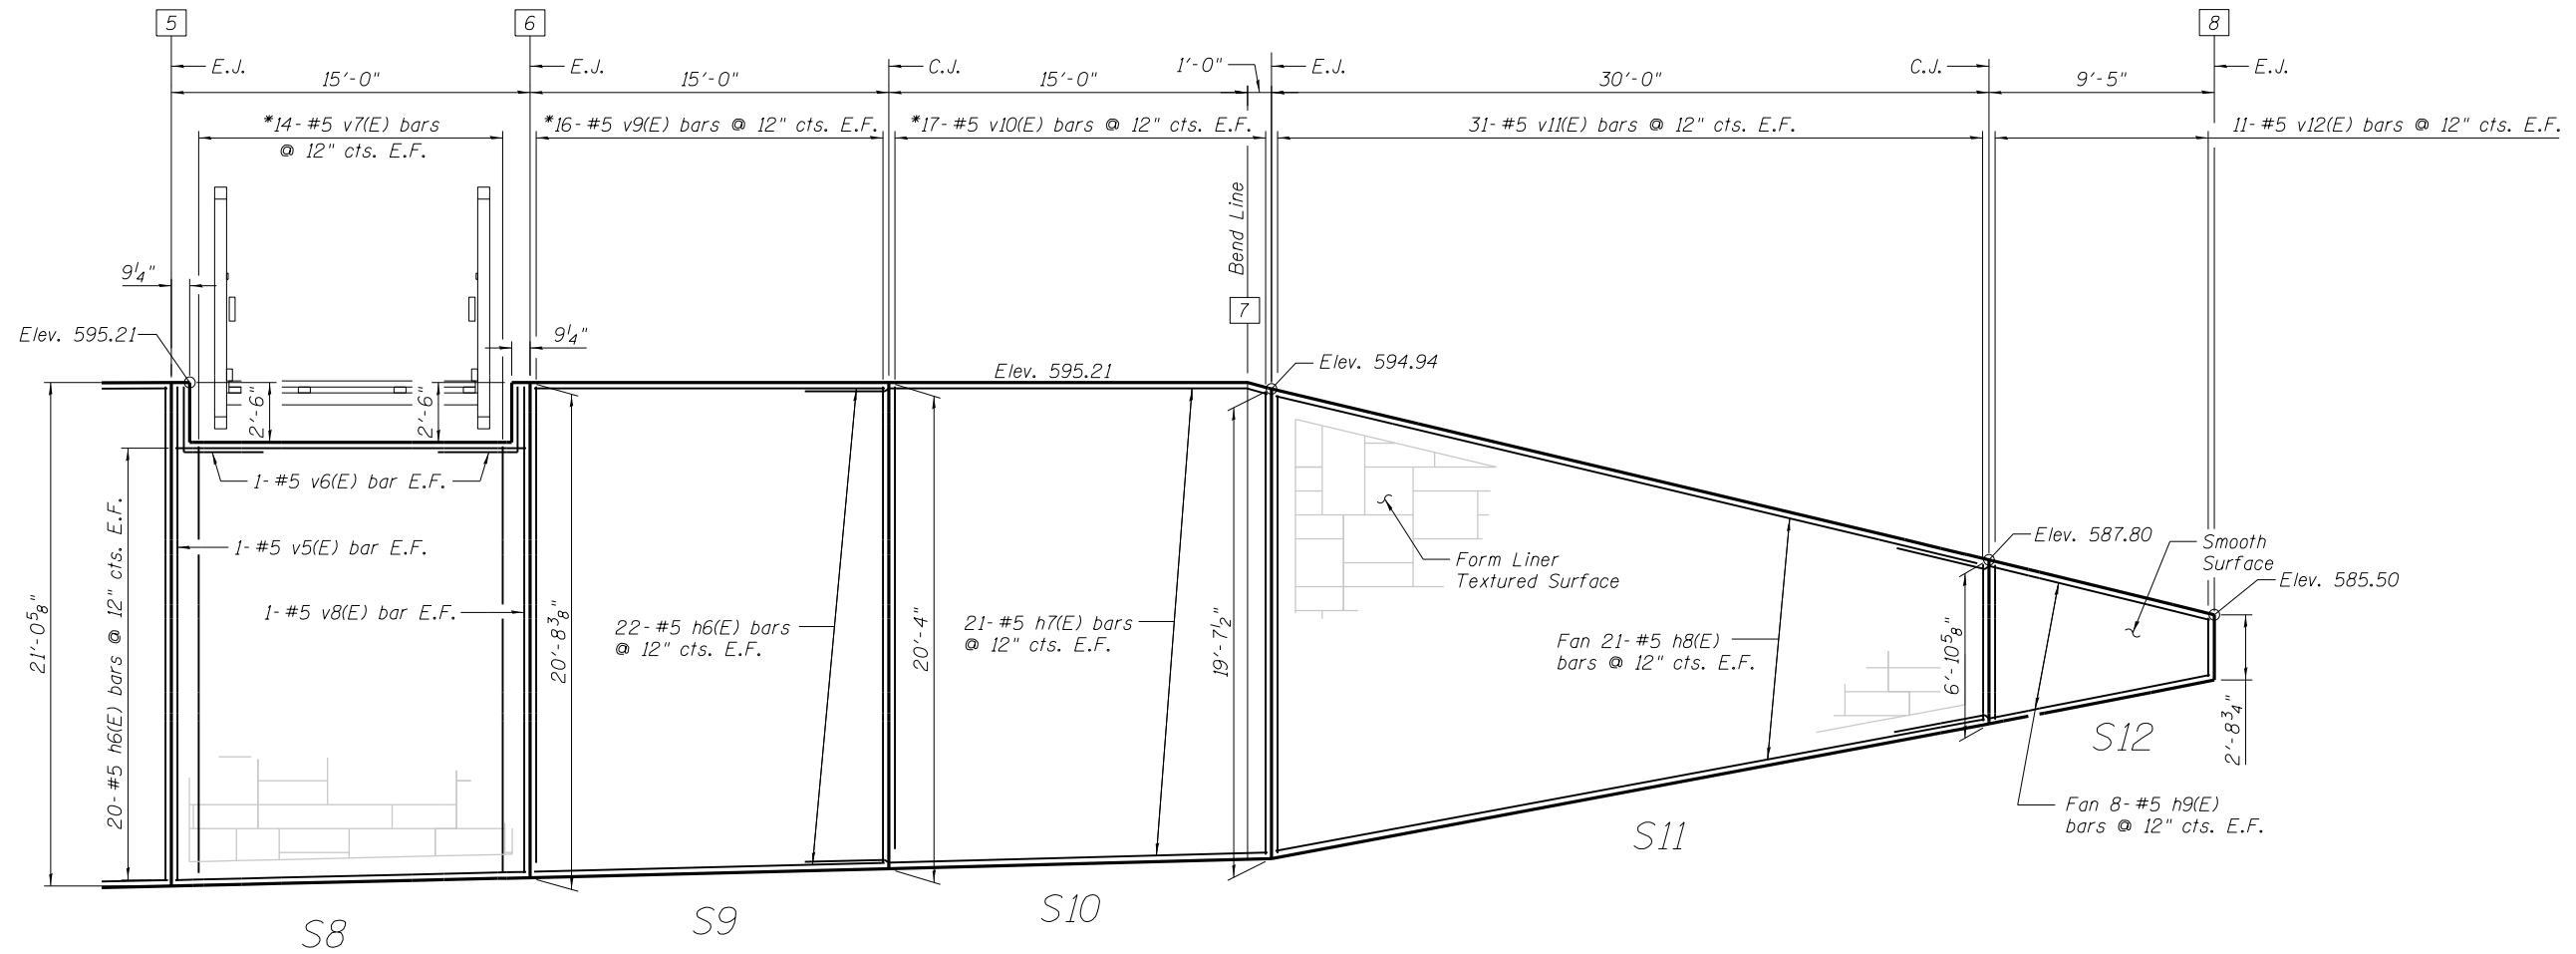 5
6
8
E.J.
E.J.
C.J.
E.J.
C.J.
E.J.
15'-0"
15'-0"
15'-0"
1'-0"
30'-0"
9'-5"
*14-#5 v7(E) bars
@ 12" cts. E.F.
*16-#5 v9(E) bars @ 12" cts. E.F.
*17-#5 v10(E) bars @ 12" cts. E.F.
31-#5 v11(E) bars @ 12" cts. E.F.
11-#5 v12(E) bars @ 12" cts. E.F.
Bend Line
7
9¼"
Elev. 595.21
9¼"
Elev. 595.21
Elev. 594.94
2'-6"
2'-6"
1-#5 v6(E) bar E.F.
1-#5 v5(E) bar E.F.
1-#5 v8(E) bar E.F.
21'-0⅝"
20-#5 h6(E) bars @ 12" cts. E.F.
20'-8⅜"
22-#5 h6(E) bars
@ 12" cts. E.F.
20'-4"
21-#5 h7(E) bars
@ 12" cts. E.F.
19'-7½"
Form Liner
Textured Surface
Fan 21-#5 h8(E)
bars @ 12" cts. E.F.
6'-10⅝"
Elev. 587.80
Smooth
Surface
Elev. 585.50
2'-8¾"
Fan 8-#5 h9(E)
bars @ 12" cts. E.F.
S8
S9
S10
S11
S12